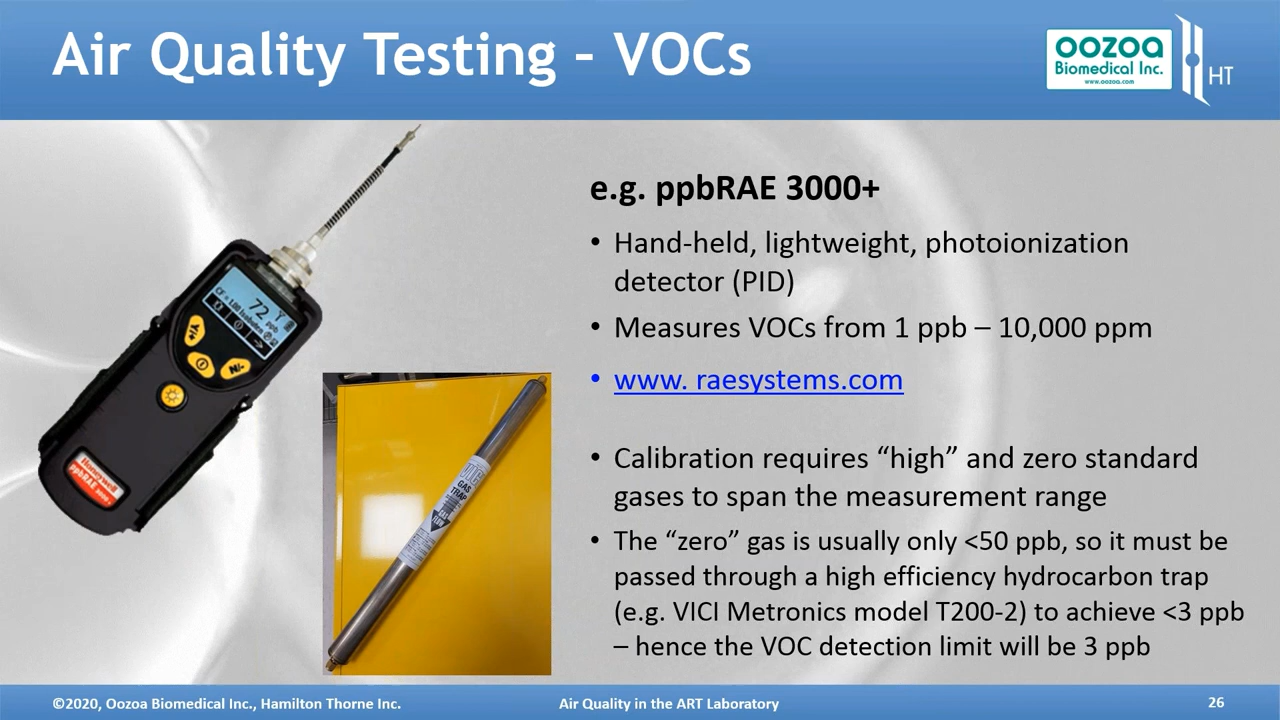 Air Quality Testing – VOCs
oozoa
Biomedical Inc.
www.oozoa.com
HT
e.g. ppbRAE 3000+
• Hand-held, lightweight, photoionization
detector (PID)
• Measures VOCs from 1 ppb – 10,000 ppm
• www. raesystems.com
72 ppb
CF = 1.00
Honeywell
ppbRAE 3000+
GAS
TRAP
GAS
FLOW
• Calibration requires “high” and zero standard
gases to span the measurement range
• The “zero” gas is usually only <50 ppb, so it must be
passed through a high efficiency hydrocarbon trap
(e.g. VICI Metronics model T200-2) to achieve <3 ppb
– hence the VOC detection limit will be 3 ppb
©2020, Oozoa Biomedical Inc., Hamilton Thorne Inc.
Air Quality in the ART Laboratory
26